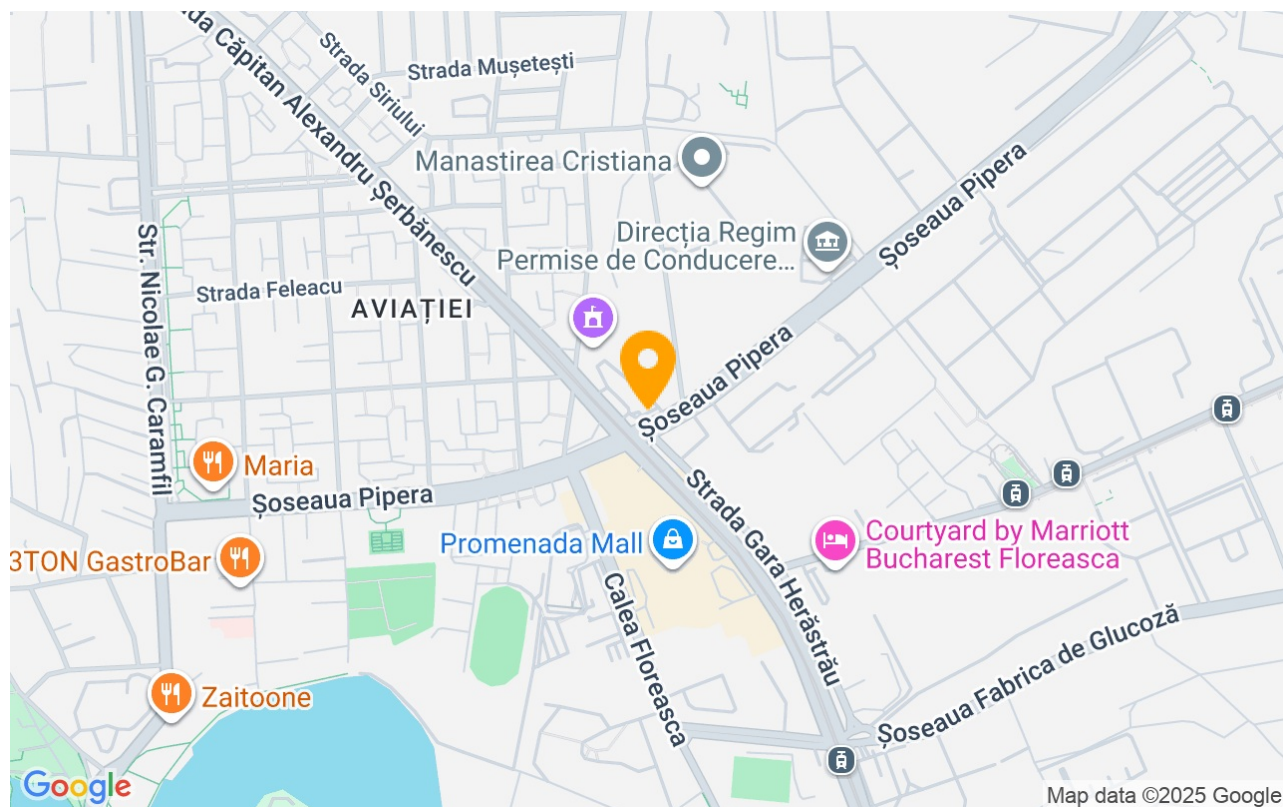 da Căpitan Alexandru Șerbănescu
Strada Siriului
Strada Mușetești
Manastirea Cristiana
Direcția Regim
Permise de Conducere...
Șoseaua Pipera
Str. Nicolae G. Caramfil
Strada Feleacu
AVIAȚIEI
Șoseaua Pipera
Maria
Șoseaua Pipera
Strada Gara Herăstrău
Promenada Mall
Courtyard by Marriott
Bucharest Floreasca
3TON GastroBar
Calea Floreasca
Șoseaua Fabrica de Glucoză
Zaitoone
Google
Map data ©2025 Google